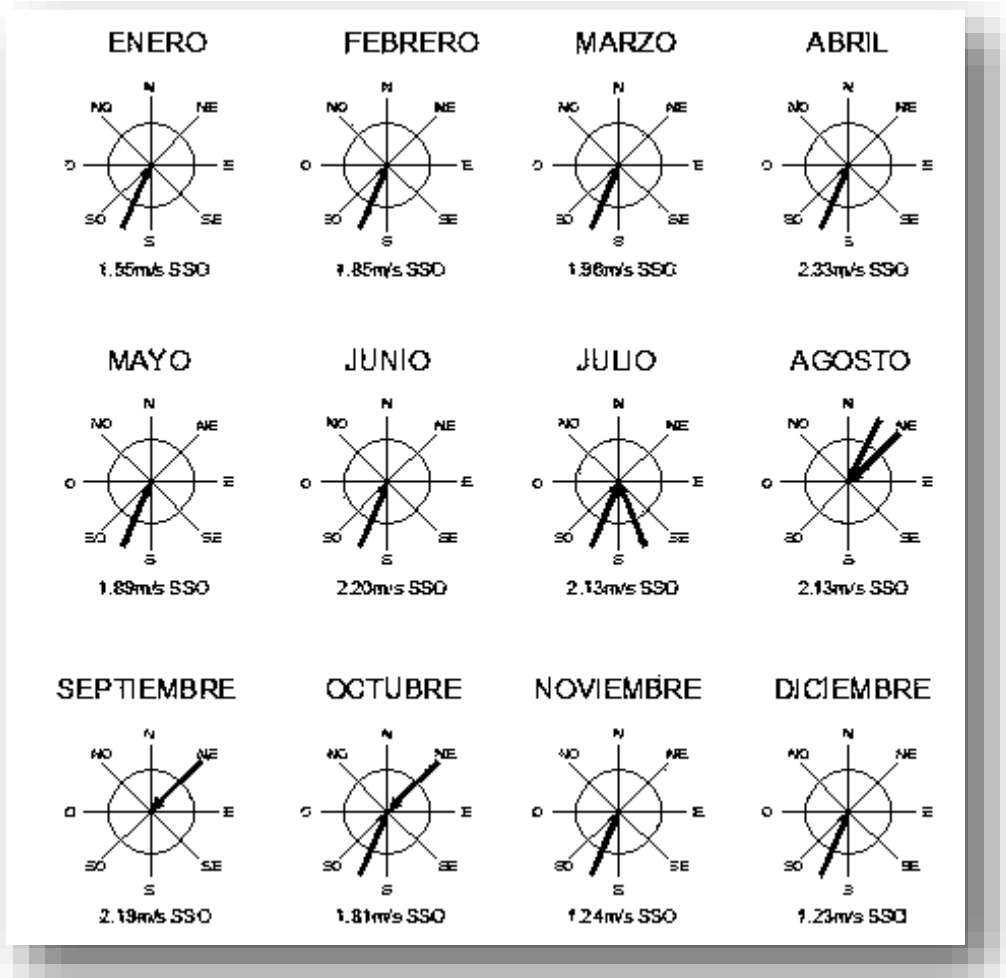 ENERO FEBRERO MARZO ABRIL
N N N N
NO NE NO NE NO NE NO NE
O E O E O E O E
SO SE SO SE SO SE SO SE
S S S S
1.55m/s SSO 1.85m/s SSO 1.96m/s SSO 2.33m/s SSO
MAYO JUNIO JULIO AGOSTO
N N N N
NO NE NO NE NO NE NO NE
O E O E O E O E
SO SE SO SE SO SE SO SE
S S S S
1.89m/s SSO 2.20m/s SSO 2.13m/s SSO 2.13m/s SSO
SEPTIEMBRE OCTUBRE NOVIEMBRE DICIEMBRE
N N N N
NO NE NO NE NO NE NO NE
O E O E O E O E
SO SE SO SE SO SE SO SE
S S S S
2.19m/s SSO 1.81m/s SSO 1.24m/s SSO 1.23m/s SSO